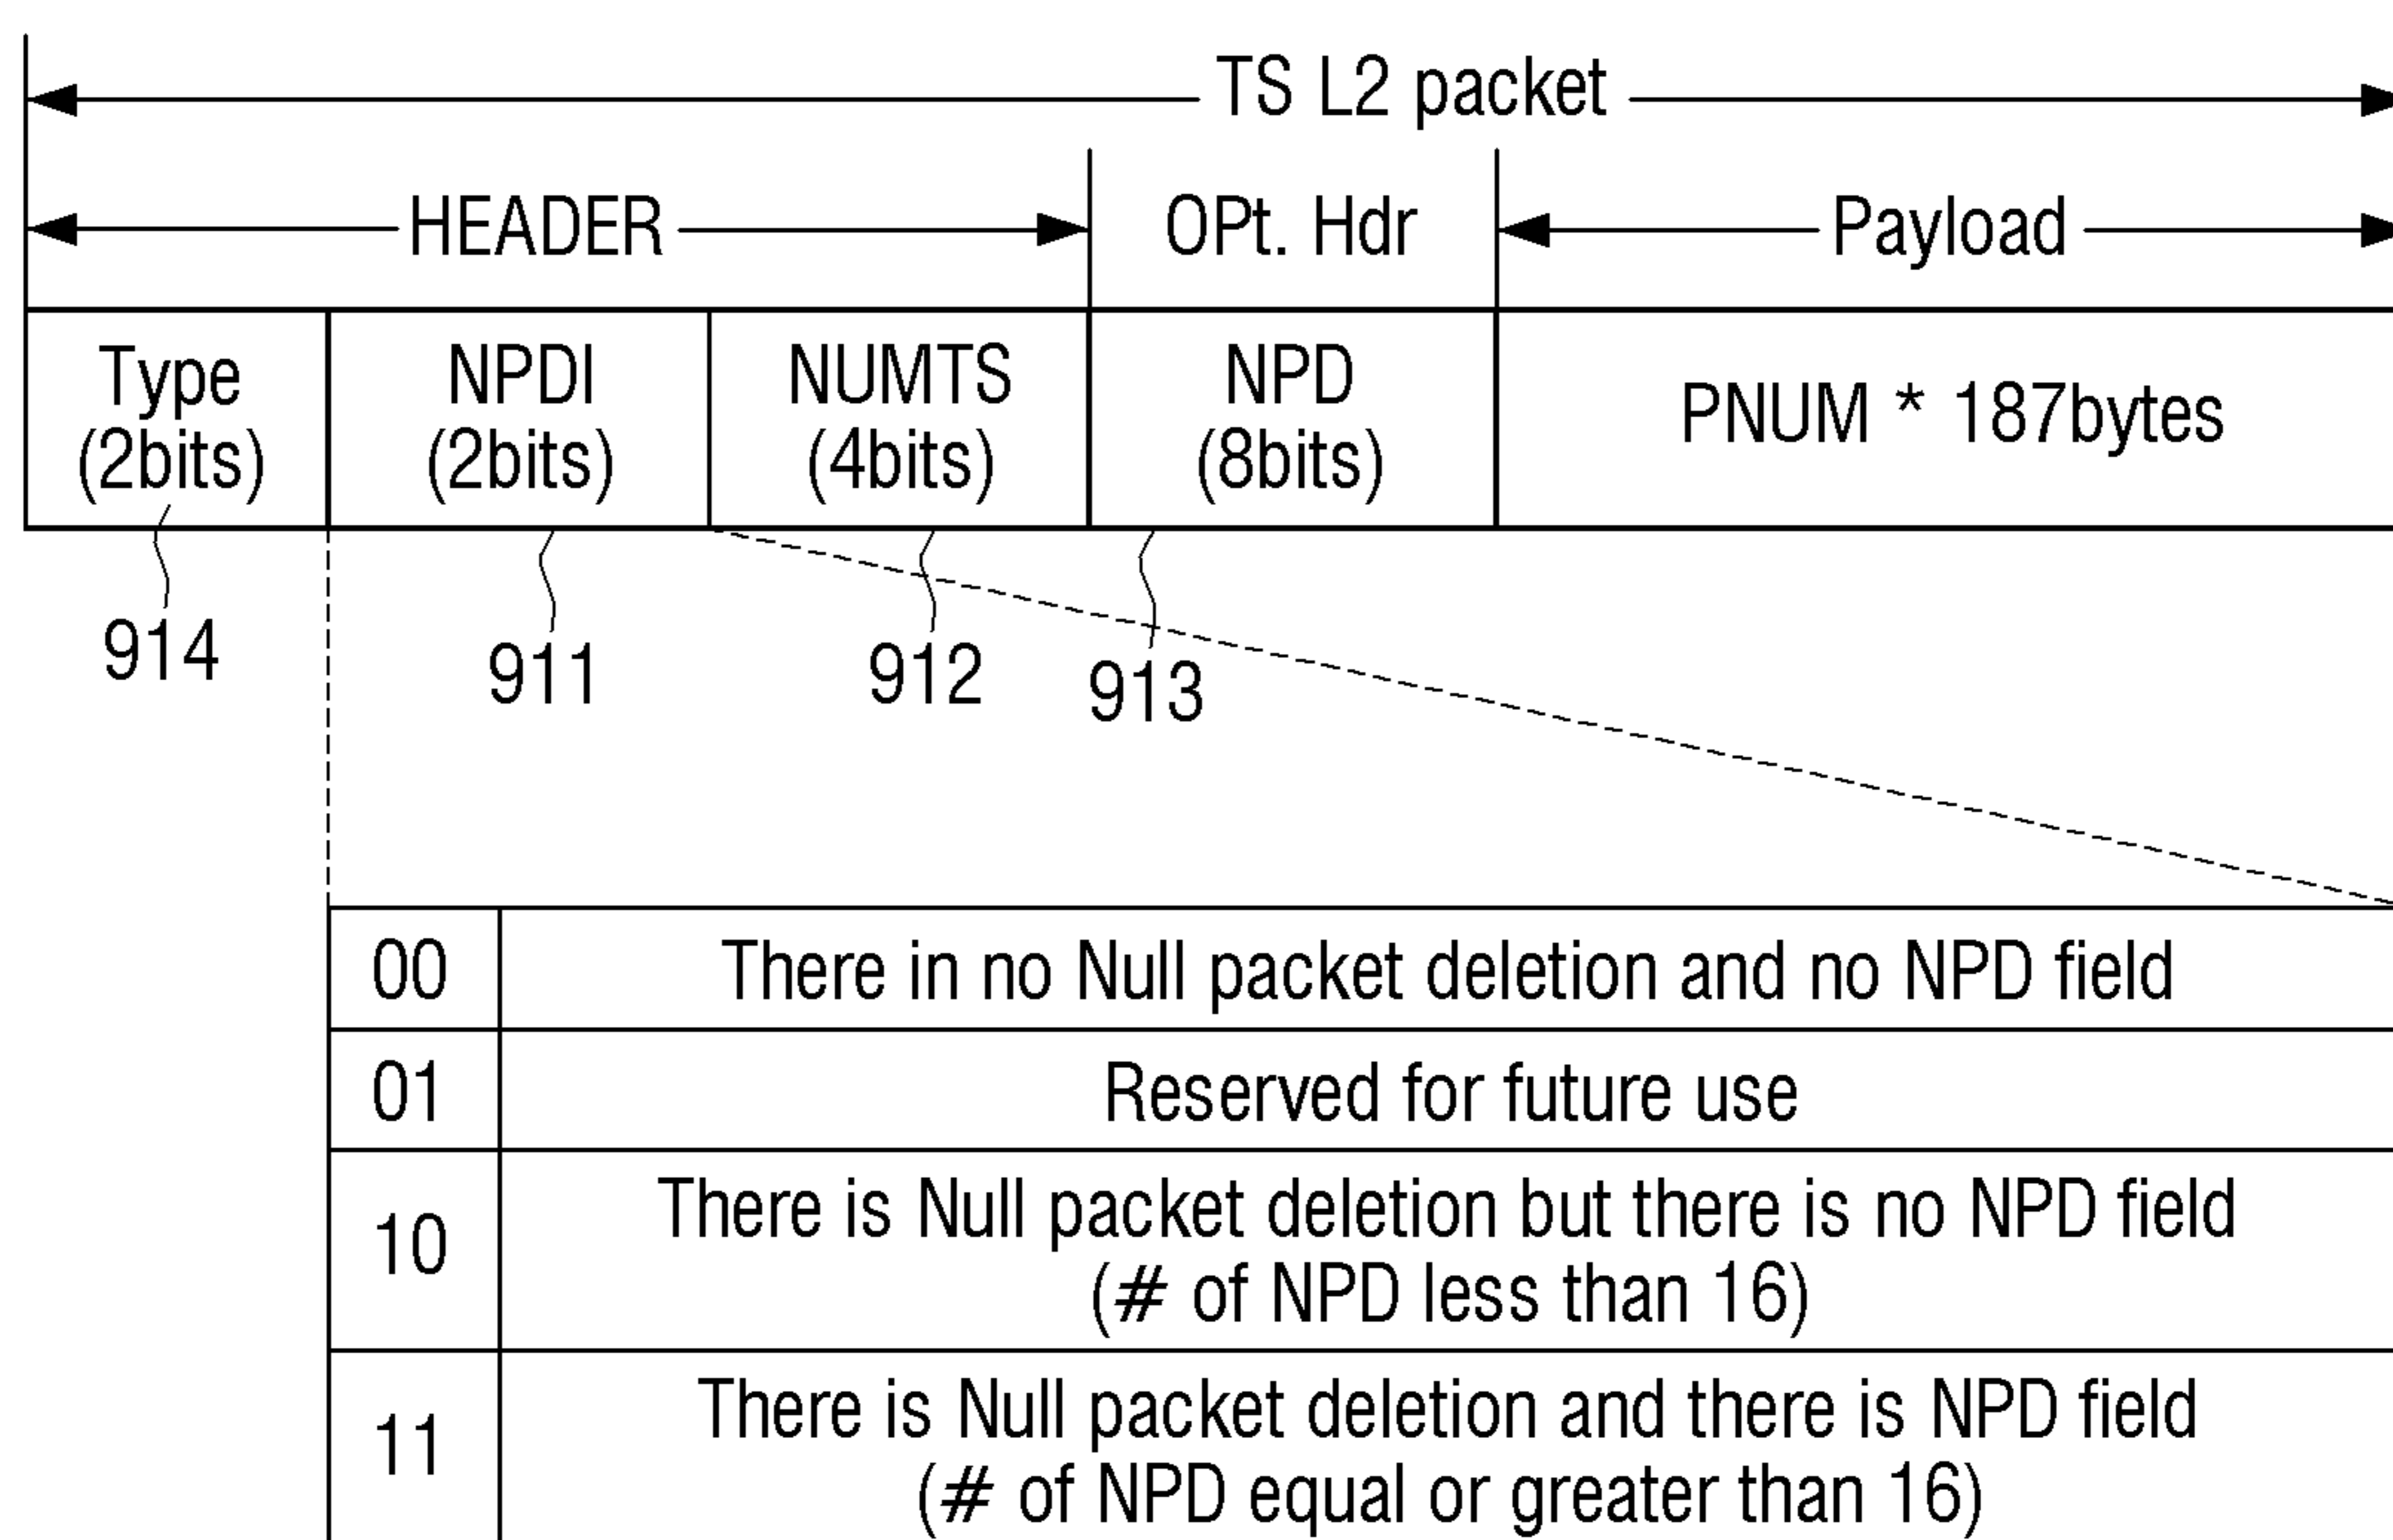 TS L2 packet
HEADER
OPt. Hdr
Payload
Type
(2bits)
NPDI
(2bits)
NUMTS
(4bits)
NPD
(8bits)
PNUM * 187bytes
914
911
912
913
00
There in no Null packet deletion and no NPD field
01
Reserved for future use
10
There is Null packet deletion but there is no NPD field
(# of NPD less than 16)
11
There is Null packet deletion and there is NPD field
(# of NPD equal or greater than 16)